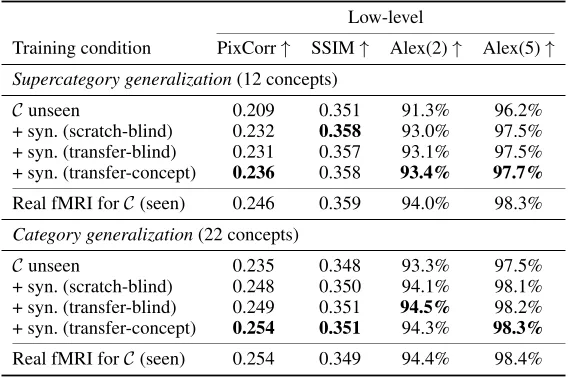 Low-level
Training condition PixCorr ↑ SSIM ↑ Alex(2) ↑ Alex(5) ↑
Supercategory generalization (12 concepts)
𝒞 unseen 0.209 0.351 91.3% 96.2%
+ syn. (scratch-blind) 0.232 0.358 93.0% 97.5%
+ syn. (transfer-blind) 0.231 0.357 93.1% 97.5%
+ syn. (transfer-concept) 0.236 0.358 93.4% 97.7%
Real fMRI for 𝒞 (seen) 0.246 0.359 94.0% 98.3%
Category generalization (22 concepts)
𝒞 unseen 0.235 0.348 93.3% 97.5%
+ syn. (scratch-blind) 0.248 0.350 94.1% 98.1%
+ syn. (transfer-blind) 0.249 0.351 94.5% 98.2%
+ syn. (transfer-concept) 0.254 0.351 94.3% 98.3%
Real fMRI for 𝒞 (seen) 0.254 0.349 94.4% 98.4%